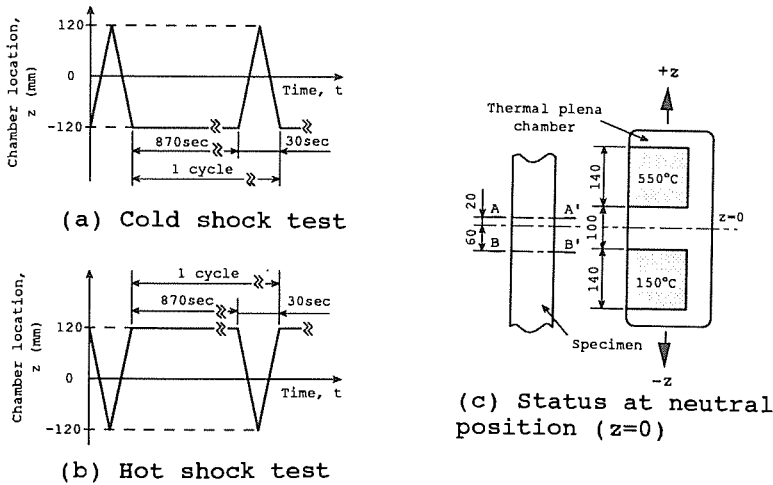 Chamber location,
z (mm)
120
0
-120
Time, t
870sec
30sec
1 cycle
(a) Cold shock test
1 cycle
870sec
30sec
Chamber location,
z (mm)
120
0
-120
Time, t
(b) Hot shock test
+z
Thermal plena
chamber
550°C
140
20
A
A'
100
z=0
60
B
B'
140
150°C
Specimen
-z
(c) Status at neutral
position (z=0)